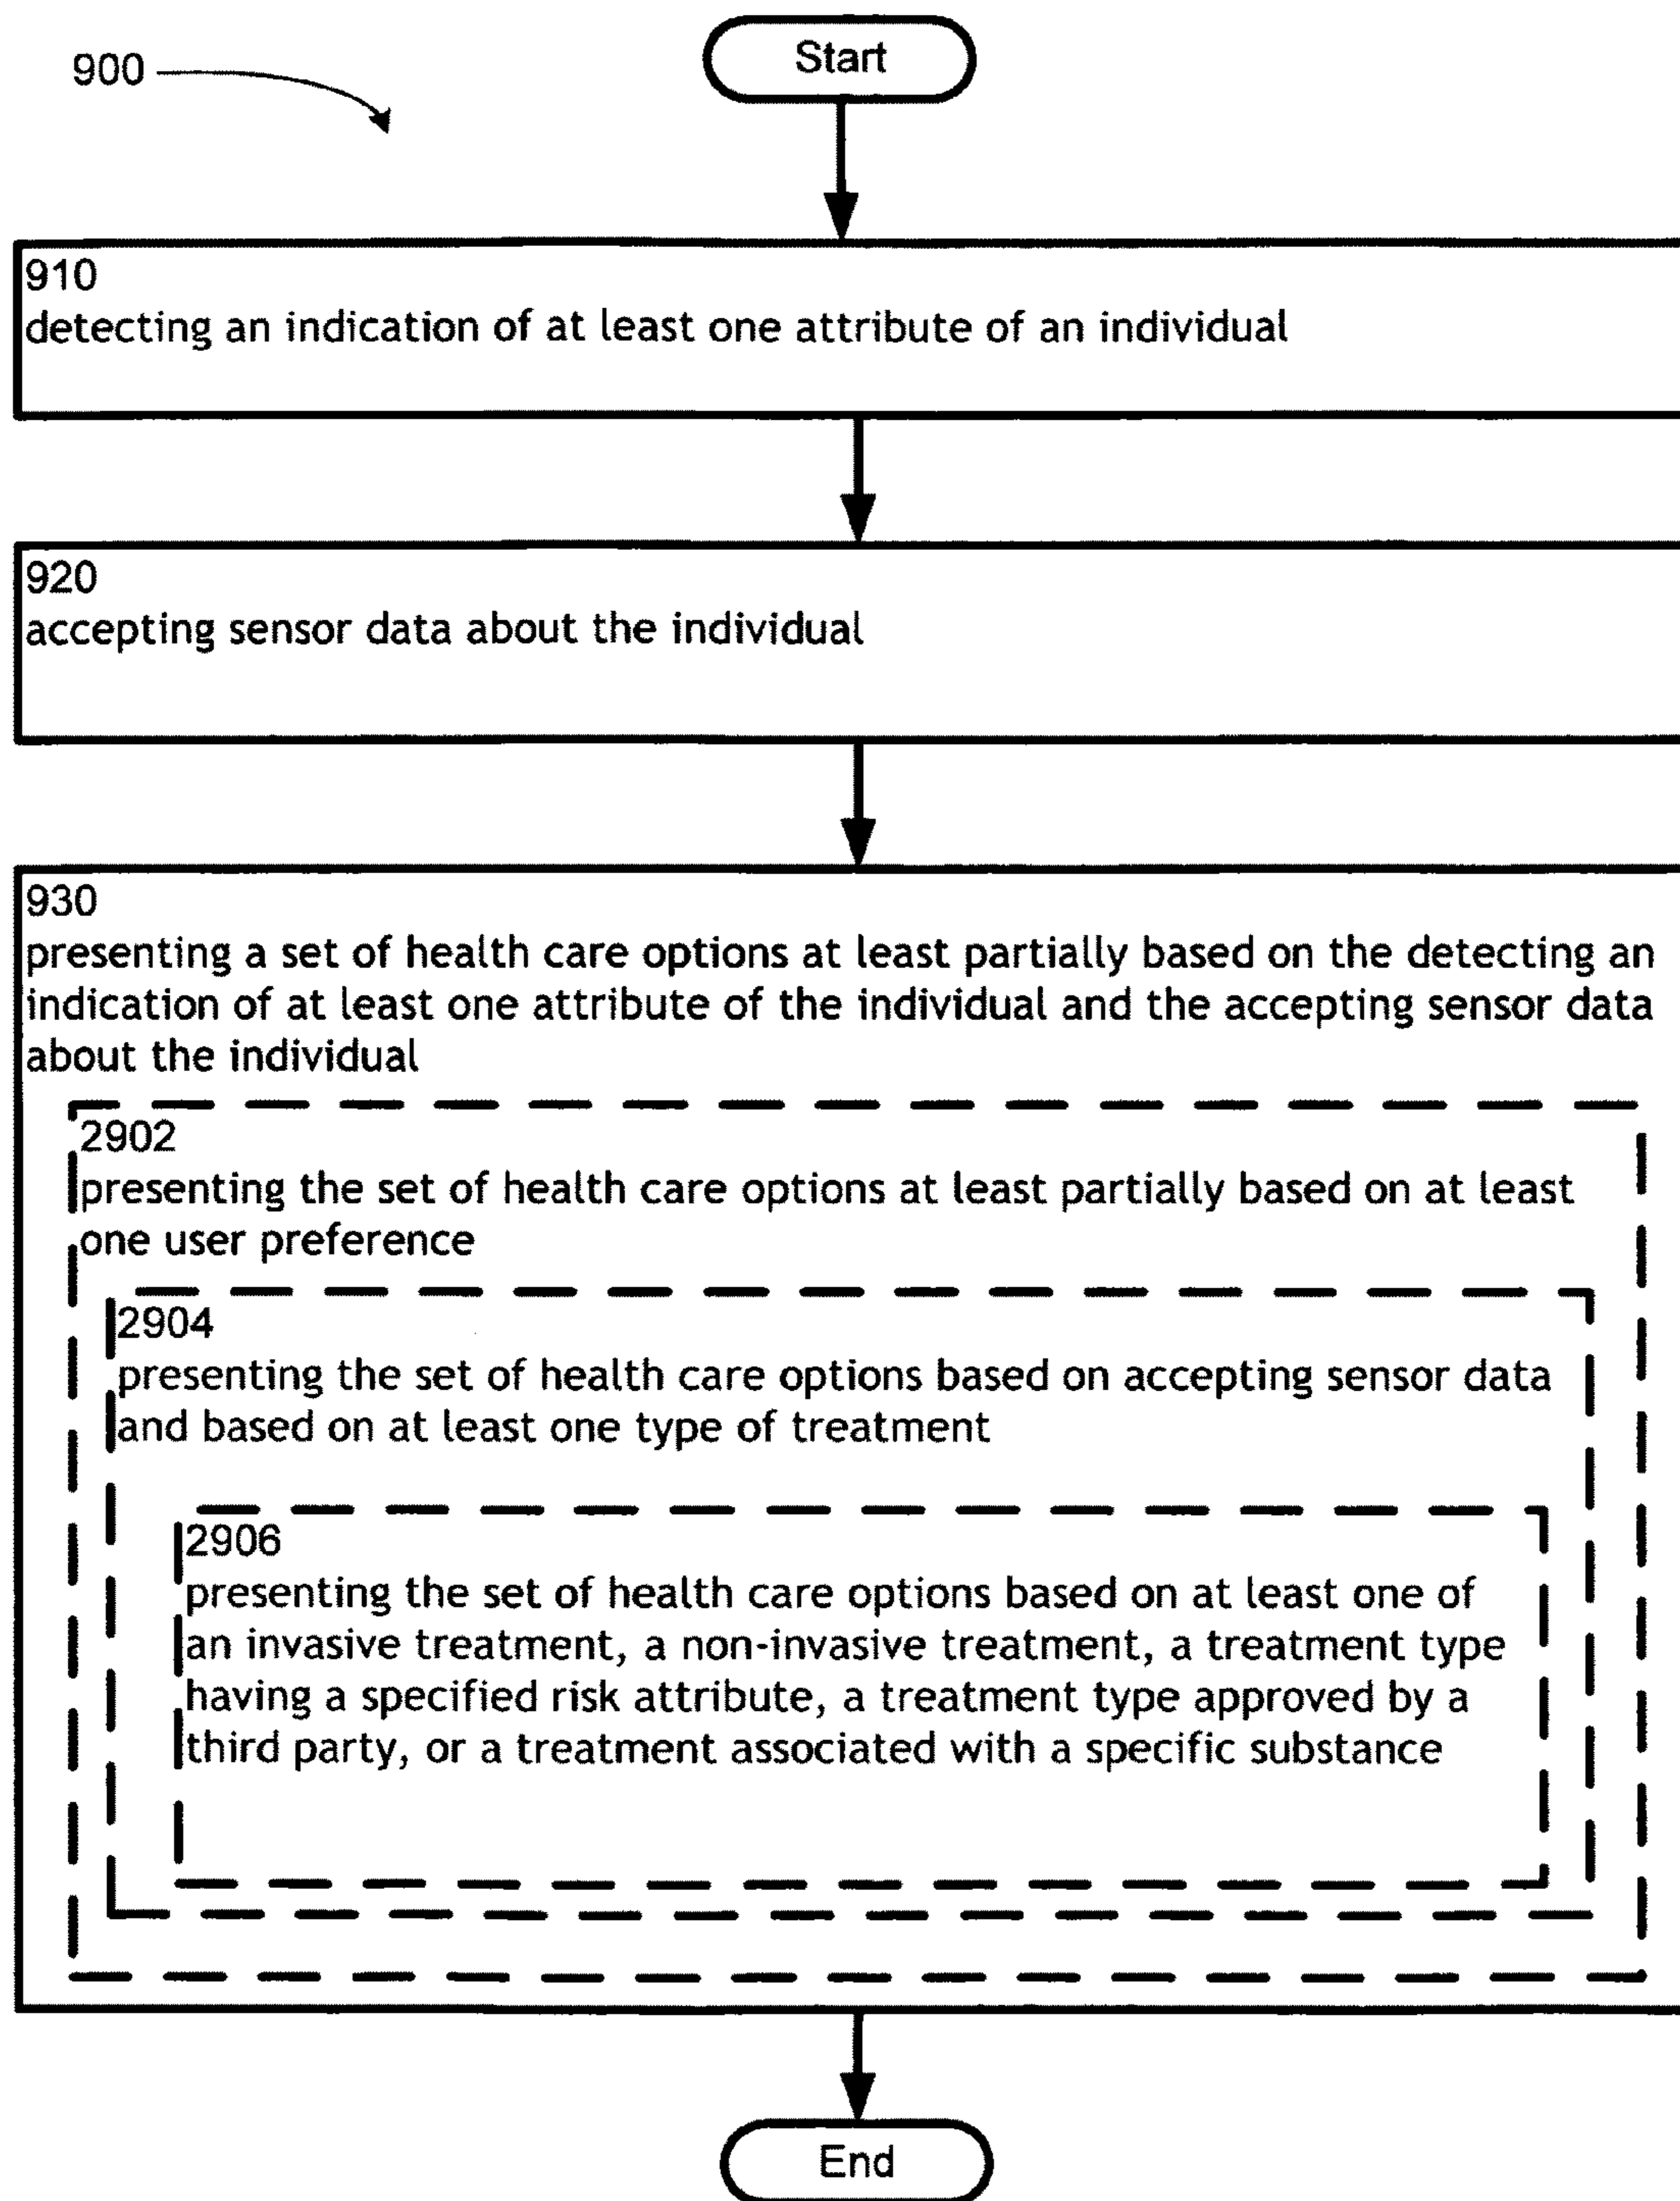 900
Start
910
detecting an indication of at least one attribute of an individual
920
accepting sensor data about the individual
930
presenting a set of health care options at least partially based on the detecting an
indication of at least one attribute of the individual and the accepting sensor data
about the individual
2902
presenting the set of health care options at least partially based on at least
one user preference
2904
presenting the set of health care options based on accepting sensor data
and based on at least one type of treatment
2906
presenting the set of health care options based on at least one of
an invasive treatment, a non-invasive treatment, a treatment type
having a specified risk attribute, a treatment type approved by a
third party, or a treatment associated with a specific substance
End